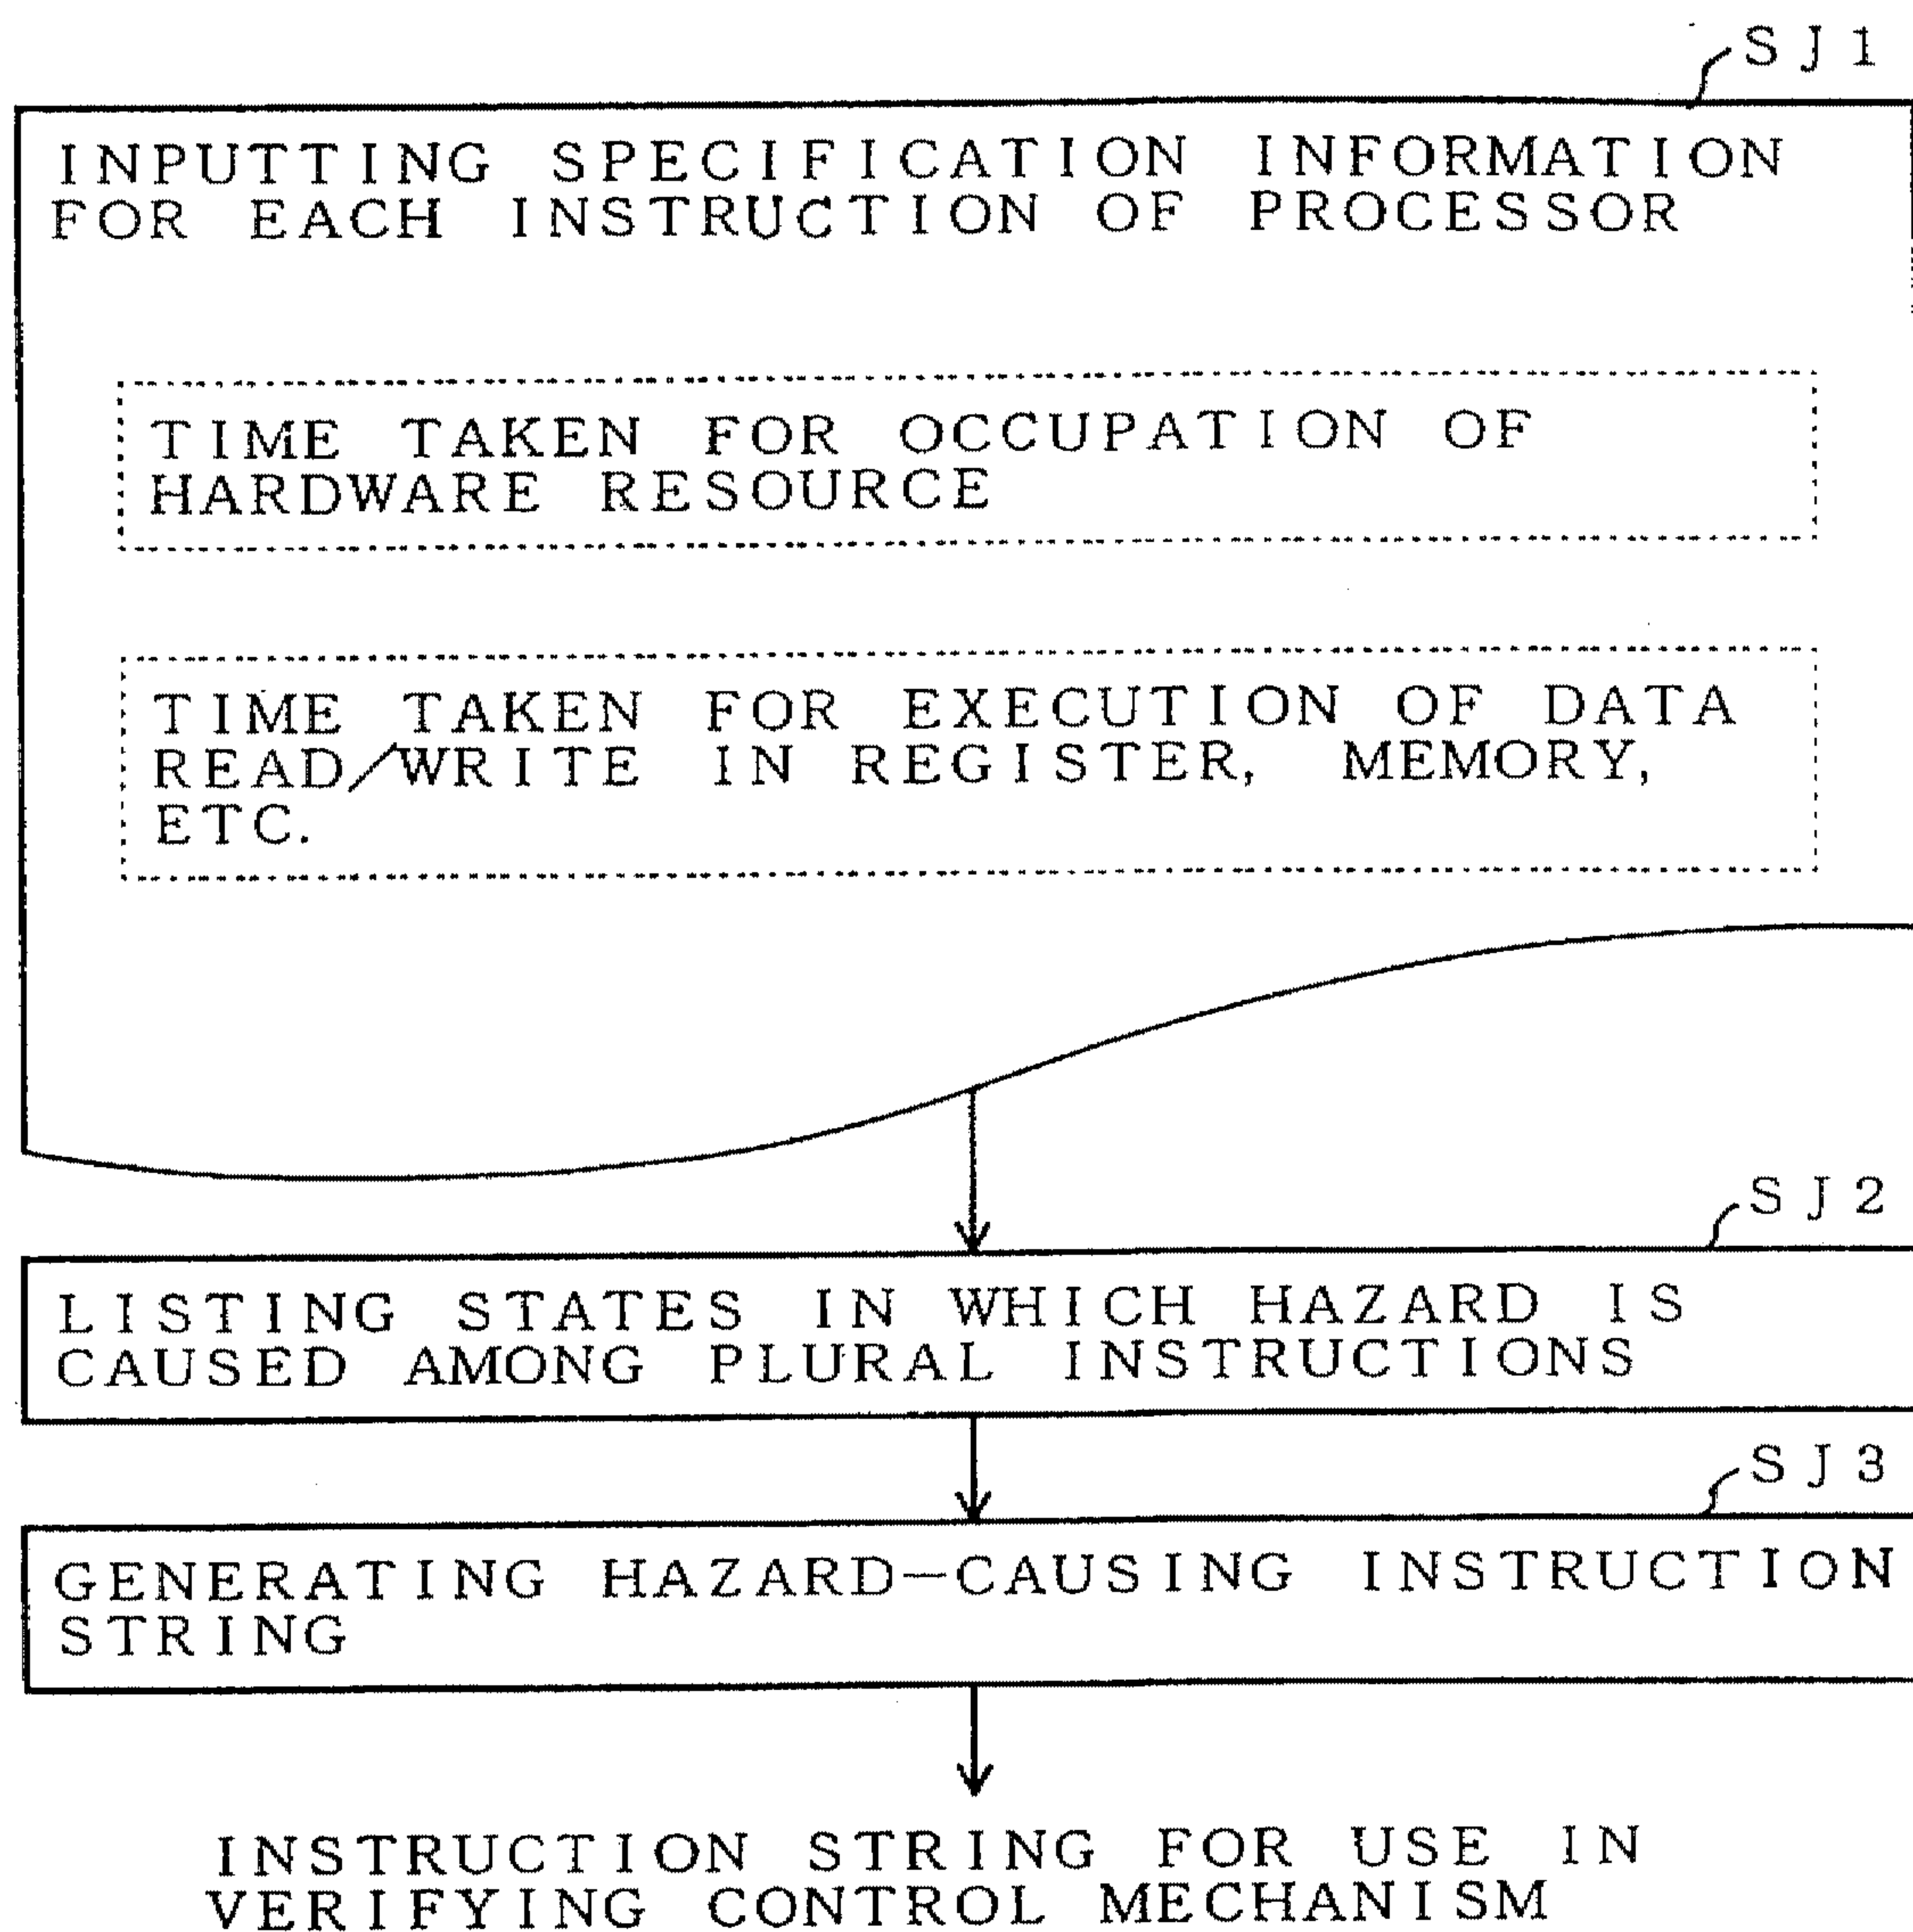 SJ1
INPUTTING SPECIFICATION INFORMATION
FOR EACH INSTRUCTION OF PROCESSOR
TIME TAKEN FOR OCCUPATION OF
HARDWARE RESOURCE
TIME TAKEN FOR EXECUTION OF DATA
READ/WRITE IN REGISTER, MEMORY,
ETC.
SJ2
LISTING STATES IN WHICH HAZARD IS
CAUSED AMONG PLURAL INSTRUCTIONS
SJ3
GENERATING HAZARD-CAUSING INSTRUCTION
STRING
INSTRUCTION STRING FOR USE IN
VERIFYING CONTROL MECHANISM